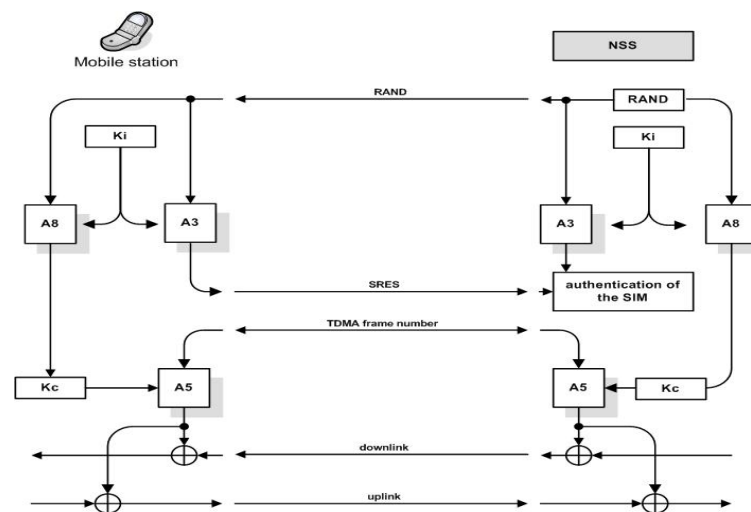 Mobile station
NSS
RAND
RAND
Ki
Ki
A8
A3
A3
A8
SRES
authentication of
the SIM
TDMA frame number
Kc
A5
A5
Kc
downlink
uplink